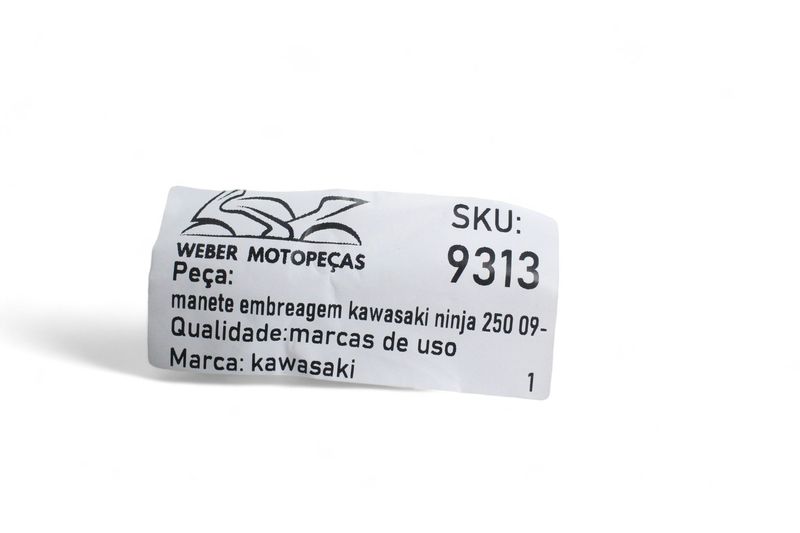 WEBER MOTOPEÇAS
SKU:
9313
Peça:
manete embreagem kawasaki ninja 250 09-
Qualidade:marcas de uso
Marca: kawasaki
1